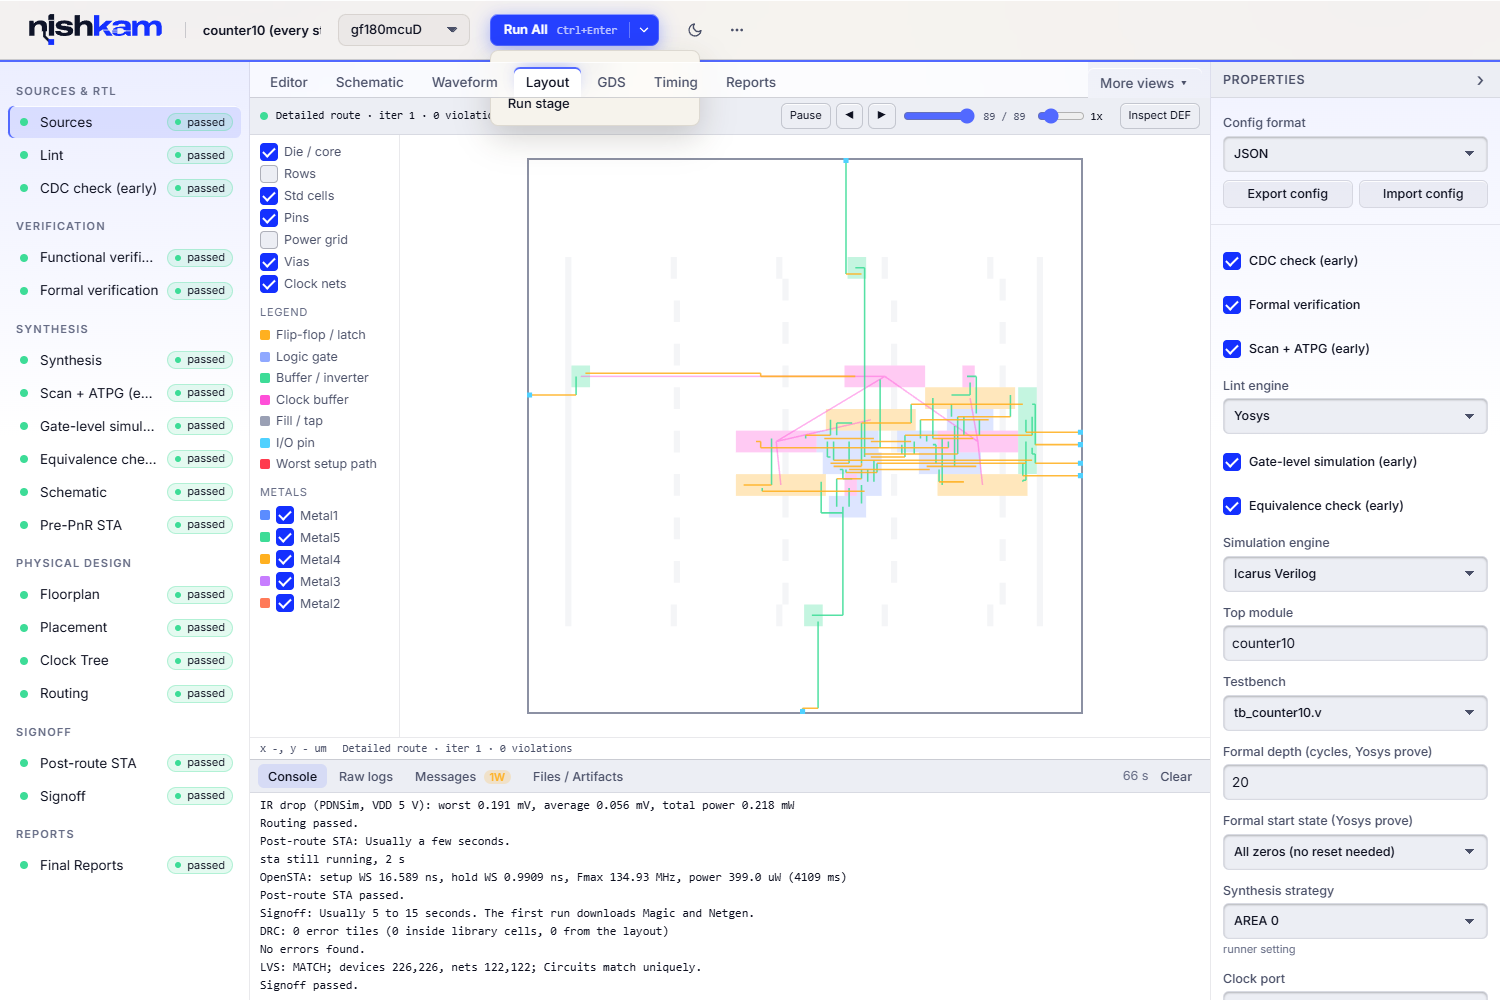 nishkam
counter10 (every st
gf180mcuD
Run All Ctrl+Enter
Editor
Schematic
Waveform
Layout
GDS
Timing
Reports
More views
Run stage
Detailed route · iter 1 · 0 violatio
Pause
89 / 89
1x
Inspect DEF
SOURCES & RTL
Sources passed
Lint passed
CDC check (early) passed
VERIFICATION
Functional verifi... passed
Formal verification passed
SYNTHESIS
Synthesis passed
Scan + ATPG (e... passed
Gate-level simul... passed
Equivalence che... passed
Schematic passed
Pre-PnR STA passed
PHYSICAL DESIGN
Floorplan passed
Placement passed
Clock Tree passed
Routing passed
SIGNOFF
Post-route STA passed
Signoff passed
REPORTS
Final Reports passed
Die / core
Rows
Std cells
Pins
Power grid
Vias
Clock nets
LEGEND
Flip-flop / latch
Logic gate
Buffer / inverter
Clock buffer
Fill / tap
I/O pin
Worst setup path
METALS
Metal1
Metal5
Metal4
Metal3
Metal2
x -, y - um Detailed route · iter 1 · 0 violations
Console
Raw logs
Messages 1W
Files / Artifacts
66 s
Clear
IR drop (PDNSim, VDD 5 V): worst 0.191 mV, average 0.056 mV, total power 0.218 mW
Routing passed.
Post-route STA: Usually a few seconds.
sta still running, 2 s
OpenSTA: setup WS 16.589 ns, hold WS 0.9909 ns, Fmax 134.93 MHz, power 399.0 uW (4109 ms)
Post-route STA passed.
Signoff: Usually 5 to 15 seconds. The first run downloads Magic and Netgen.
DRC: 0 error tiles (0 inside library cells, 0 from the layout)
No errors found.
LVS: MATCH; devices 226,226, nets 122,122; Circuits match uniquely.
Signoff passed.
PROPERTIES
Config format
JSON
Export config
Import config
CDC check (early)
Formal verification
Scan + ATPG (early)
Lint engine
Yosys
Gate-level simulation (early)
Equivalence check (early)
Simulation engine
Icarus Verilog
Top module
counter10
Testbench
tb_counter10.v
Formal depth (cycles, Yosys prove)
20
Formal start state (Yosys prove)
All zeros (no reset needed)
Synthesis strategy
AREA 0
runner setting
Clock port